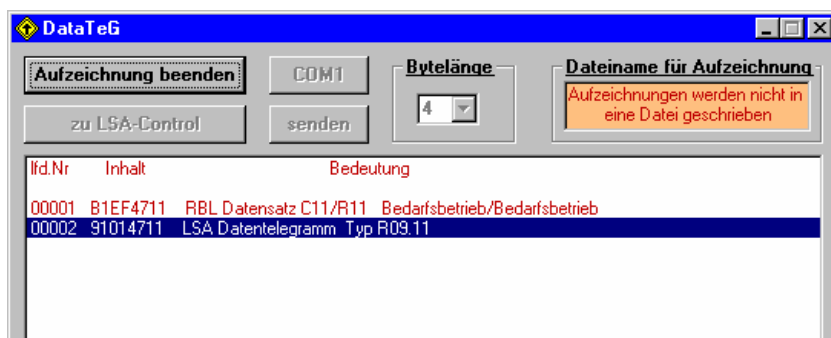 DataTeG
Aufzeichnung beenden
COM1
Bytelänge
Dateiname für Aufzeichnung
4
Aufzeichnungen werden nicht in
eine Datei geschrieben
zu LSA-Control
senden
lfd.Nr Inhalt Bedeutung
00001 B1EF4711 RBL Datensatz C11/R11 Bedarfsbetrieb/Bedarfsbetrieb
00002 91014711 LSA Datentelegramm Typ R09.11